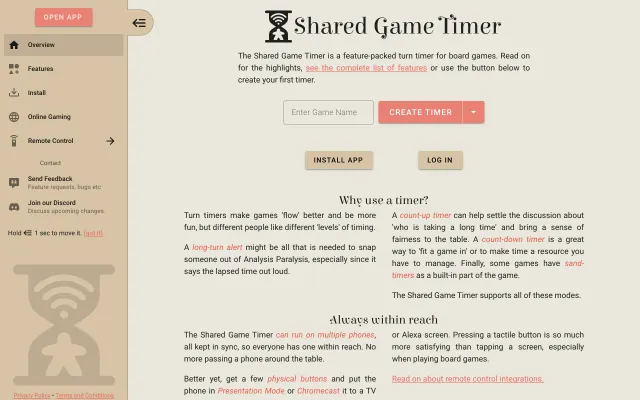 OPEN APP
Overview
Features
Install
Online Gaming
Remote Control
Contact
Send Feedback
Feature requests, bugs etc
Join our Discord
Discuss upcoming changes
Hold 1 sec to move it. (got it)
Privacy Policy • Terms and Conditions
Shared Game Timer
The Shared Game Timer is a feature-packed turn timer for board games. Read on
for the highlights, see the complete list of features or use the button below to
create your first timer.
Enter Game Name
CREATE TIMER
INSTALL APP
LOG IN
Why use a timer?
Turn timers make games 'flow' better and be more
fun, but different people like different 'levels' of timing.
A long-turn alert might be all that is needed to snap
someone out of Analysis Paralysis, especially since it
says the lapsed time out loud.
A count-up timer can help settle the discussion about
'who is taking a long time' and bring a sense of
fairness to the table. A count-down timer is a great
way to 'fit a game in' or to make time a resource you
have to manage. Finally, some games have sand-
timers as a built-in part of the game.
The Shared Game Timer supports all of these modes.
Always within reach
The Shared Game Timer can run on multiple phones,
all kept in sync, so everyone has one within reach. No
more passing a phone around the table.
Better yet, get a few physical buttons and put the
phone in Presentation Mode or Chromecast it to a TV
or Alexa screen. Pressing a tactile button is so much
more satisfying than tapping a screen, especially
when playing board games.
Read on about remote control integrations.